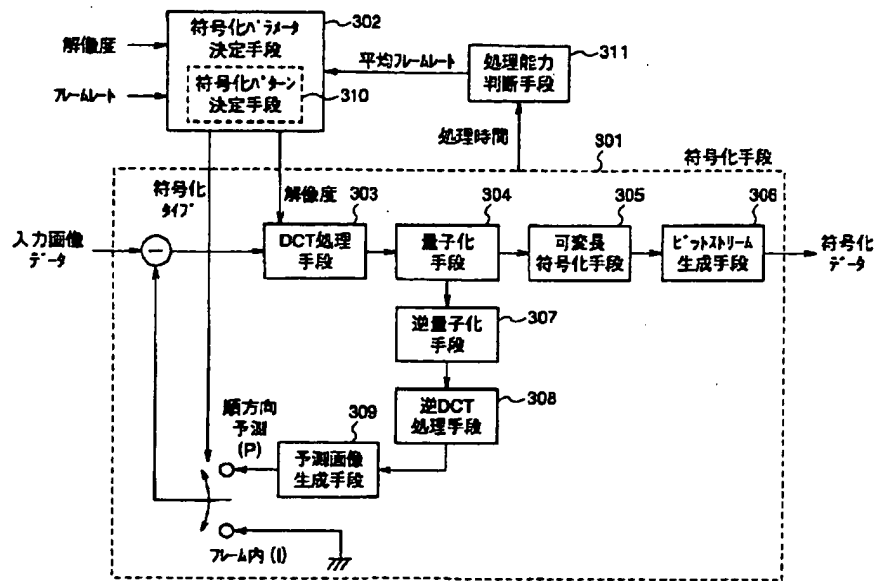 302
符号化パラメータ
決定手段
解像度
フレームレート
符号化パターン
決定手段
310
平均フレームレート
処理能力
判断手段
311
処理時間
301
符号化手段
符号化
タイプ
解像度
303
304
305
306
入力画像
データ
DCT処理
手段
量子化
手段
可変長
符号化手段
ビットストリーム
生成手段
符号化
データ
逆量子化
手段
307
逆DCT
処理手段
308
順方向
予測
(P)
309
予測画像
生成手段
フレーム内 (I)